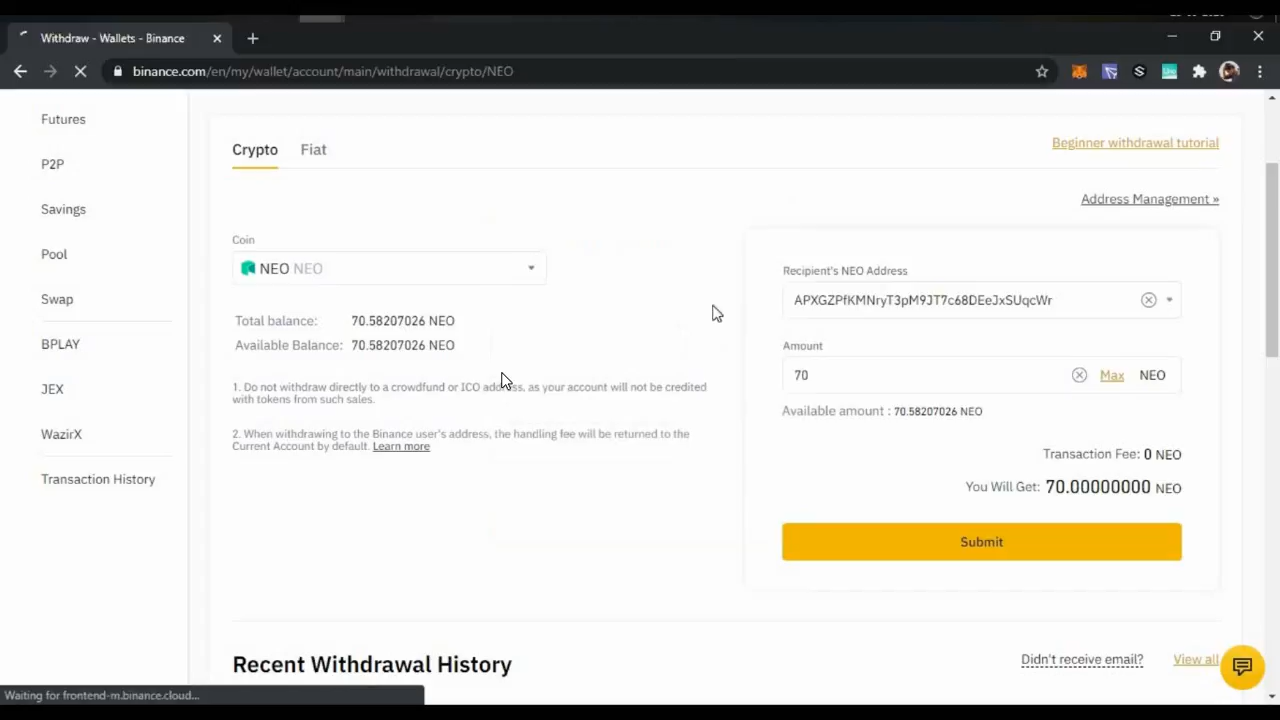 Withdraw - Wallets - Binance
binance.com/en/my/wallet/account/main/withdrawal/crypto/NEO
Futures
P2P
Savings
Pool
Swap
BPLAY
JEX
WazirX
Transaction History
Crypto Fiat
Beginner withdrawal tutorial
Address Management »
Coin
NEO NEO
Total balance: 70.58207026 NEO
Available Balance: 70.58207026 NEO
1. Do not withdraw directly to a crowdfund or ICO address, as your account will not be credited
with tokens from such sales.
2. When withdrawing to the Binance user's address, the handling fee will be returned to the
Current Account by default. Learn more
Recipient's NEO Address
APXGZPfKMNryT3pM9JT7c68DEeJxSUqcWr
Amount
70 Max NEO
Available amount : 70.58207026 NEO
Transaction Fee: 0 NEO
You Will Get: 70.00000000 NEO
Submit
Recent Withdrawal History
Didn't receive email? View all
Waiting for frontend-m.binance.cloud...